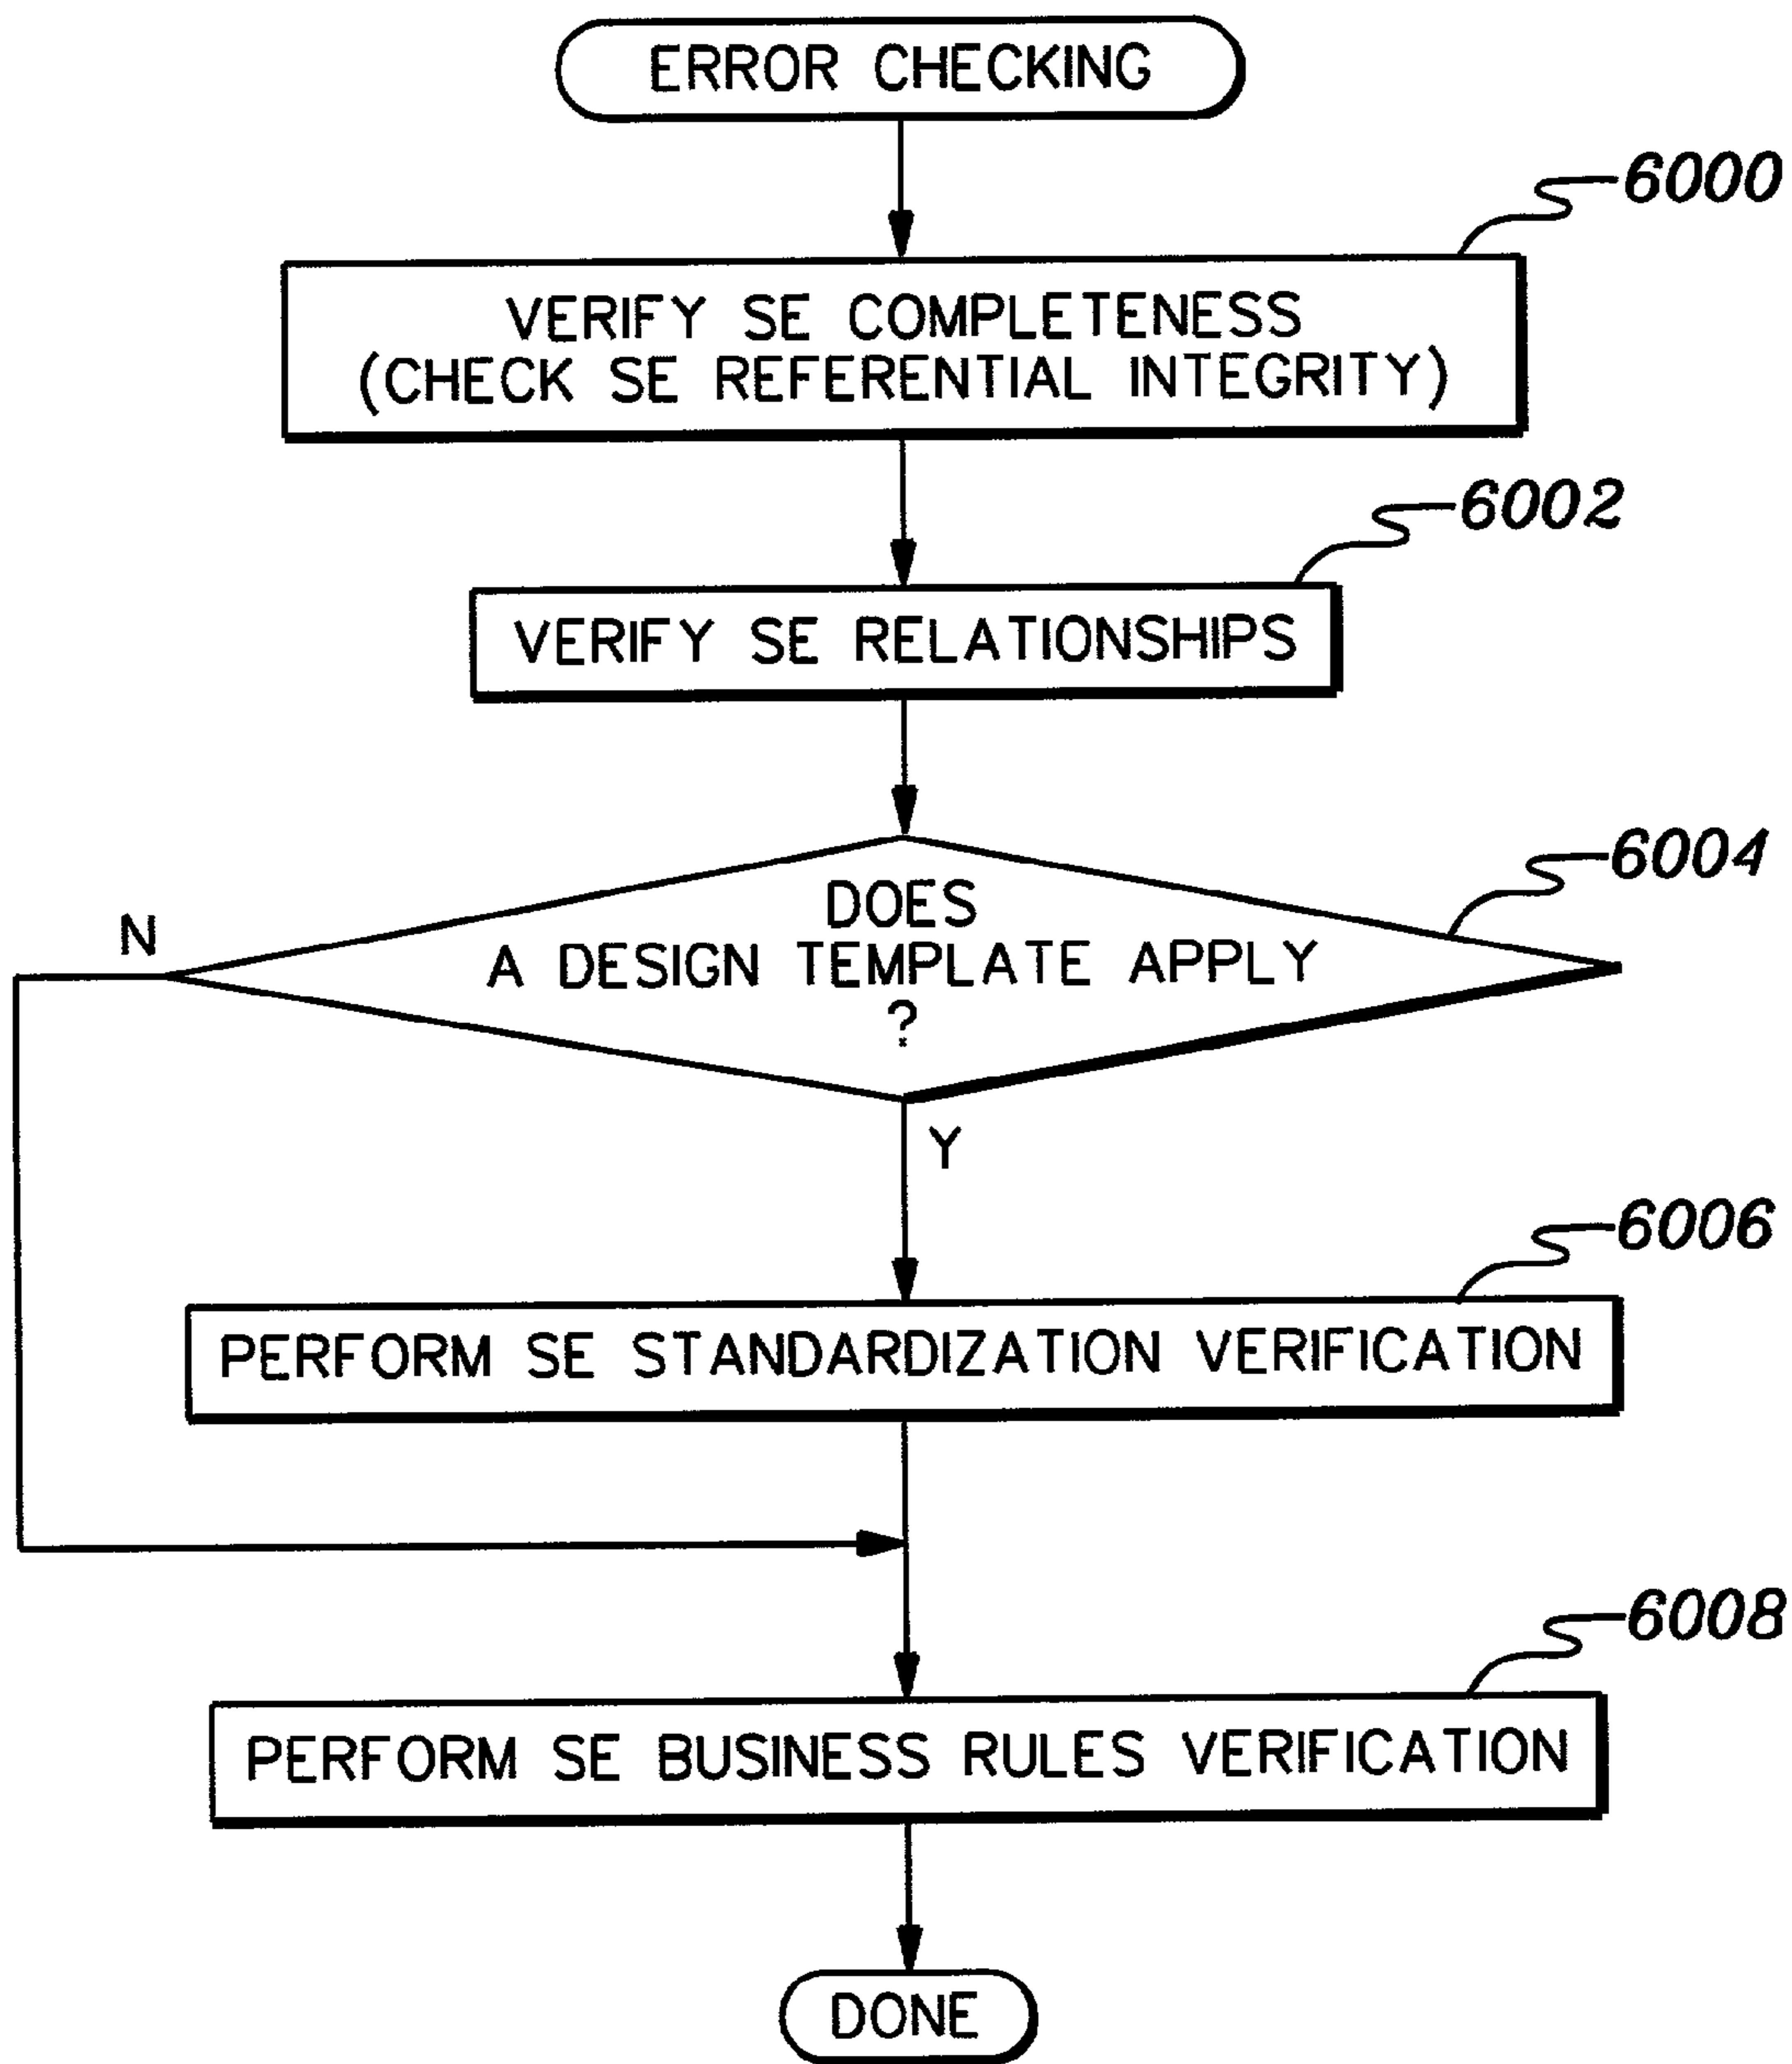 ERROR CHECKING
6000
VERIFY SE COMPLETENESS
(CHECK SE REFERENTIAL INTEGRITY)
6002
VERIFY SE RELATIONSHIPS
6004
DOES
A DESIGN TEMPLATE APPLY
?
N
Y
6006
PERFORM SE STANDARDIZATION VERIFICATION
6008
PERFORM SE BUSINESS RULES VERIFICATION
DONE